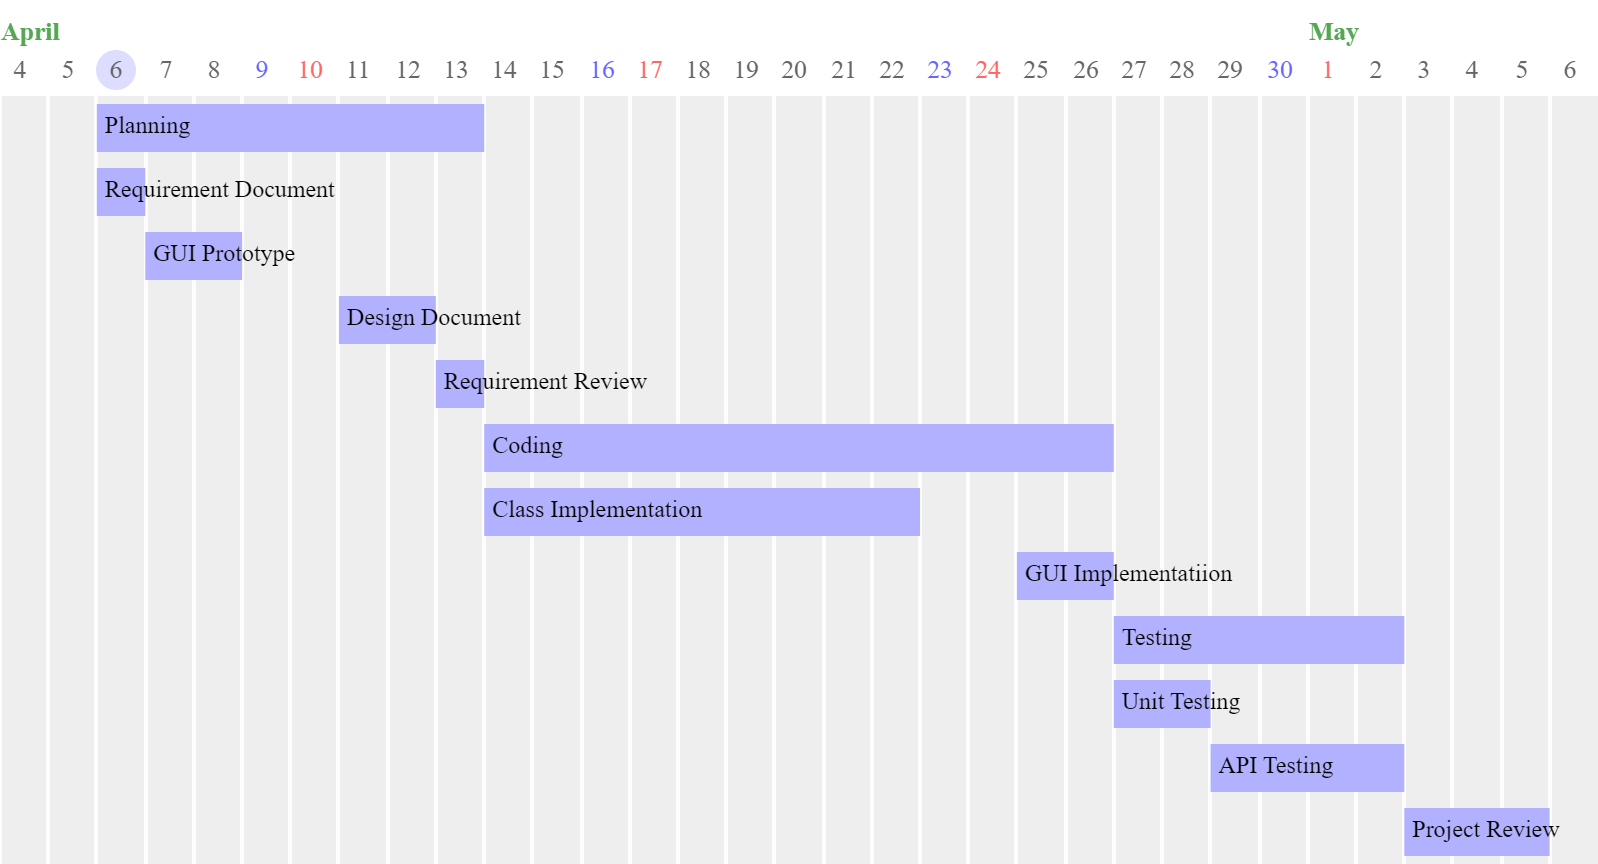 April May
4 5 6 7 8 9 10 11 12 13 14 15 16 17 18 19 20 21 22 23 24 25 26 27 28 29 30 1 2 3 4 5 6
Planning
Requirement Document
GUI Prototype
Design Document
Requirement Review
Coding
Class Implementation
GUI Implementatiion
Testing
Unit Testing
API Testing
Project Review